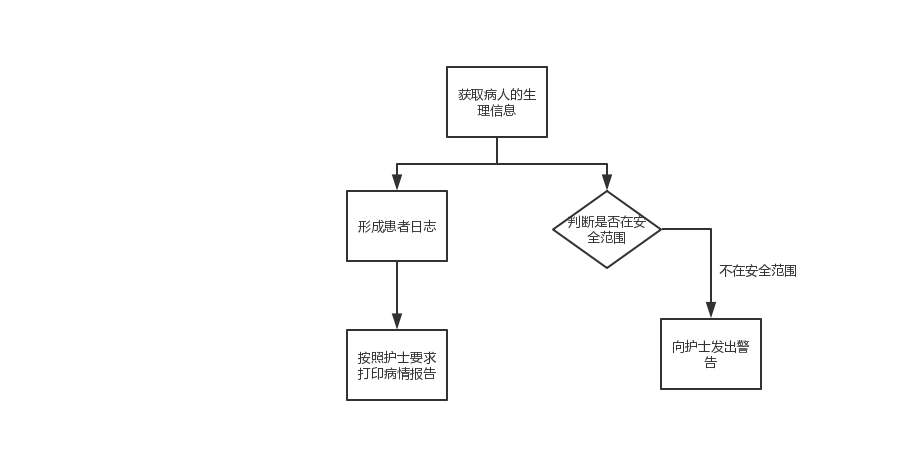 获取病人的生
理信息
形成患者日志
判断是否在安
全范围
不在安全范围
按照护士要求
打印病情报告
向护士发出警
告